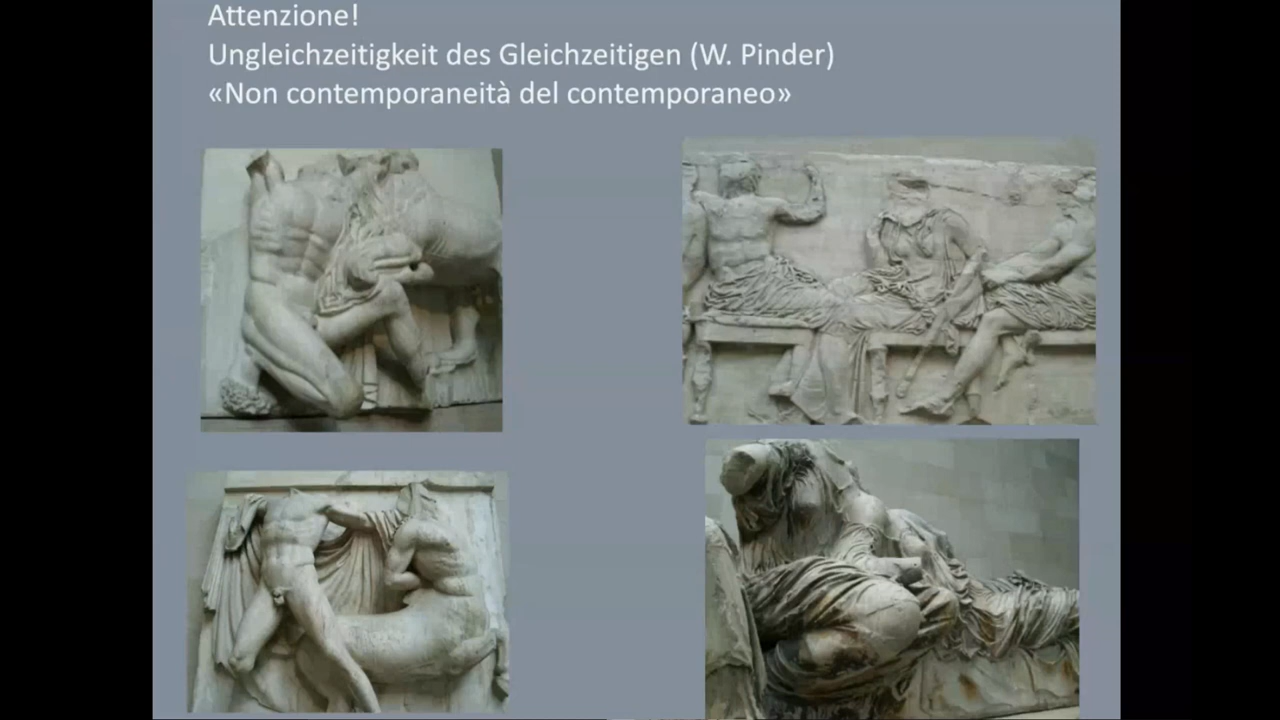 Attenzione!
Ungleichzeitigkeit des Gleichzeitigen (W. Pinder)
«Non contemporaneità del contemporaneo»